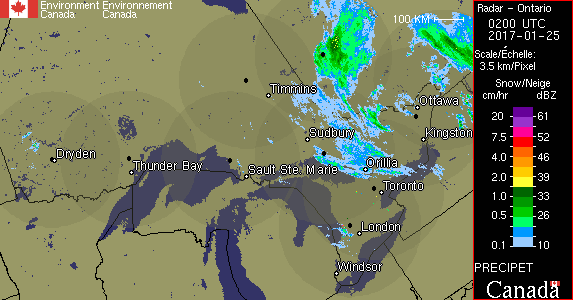 Environment Environnement
Canada Canada
100 KM
Timmins
Ottawa
Sudbury
Kingston
Dryden
Thunder Bay
Sault Ste. Marie
Orillia
Toronto
London
Windsor
Radar - Ontario
0200 UTC
2017-01-25
Scale/Échelle:
3.5 km/Pixel
Snow/Neige
cm/hr dBZ
20 61
7.5 52
4.0 46
2.0 39
1.0 33
0.5 26
0.1 10
PRECIPET
Canada